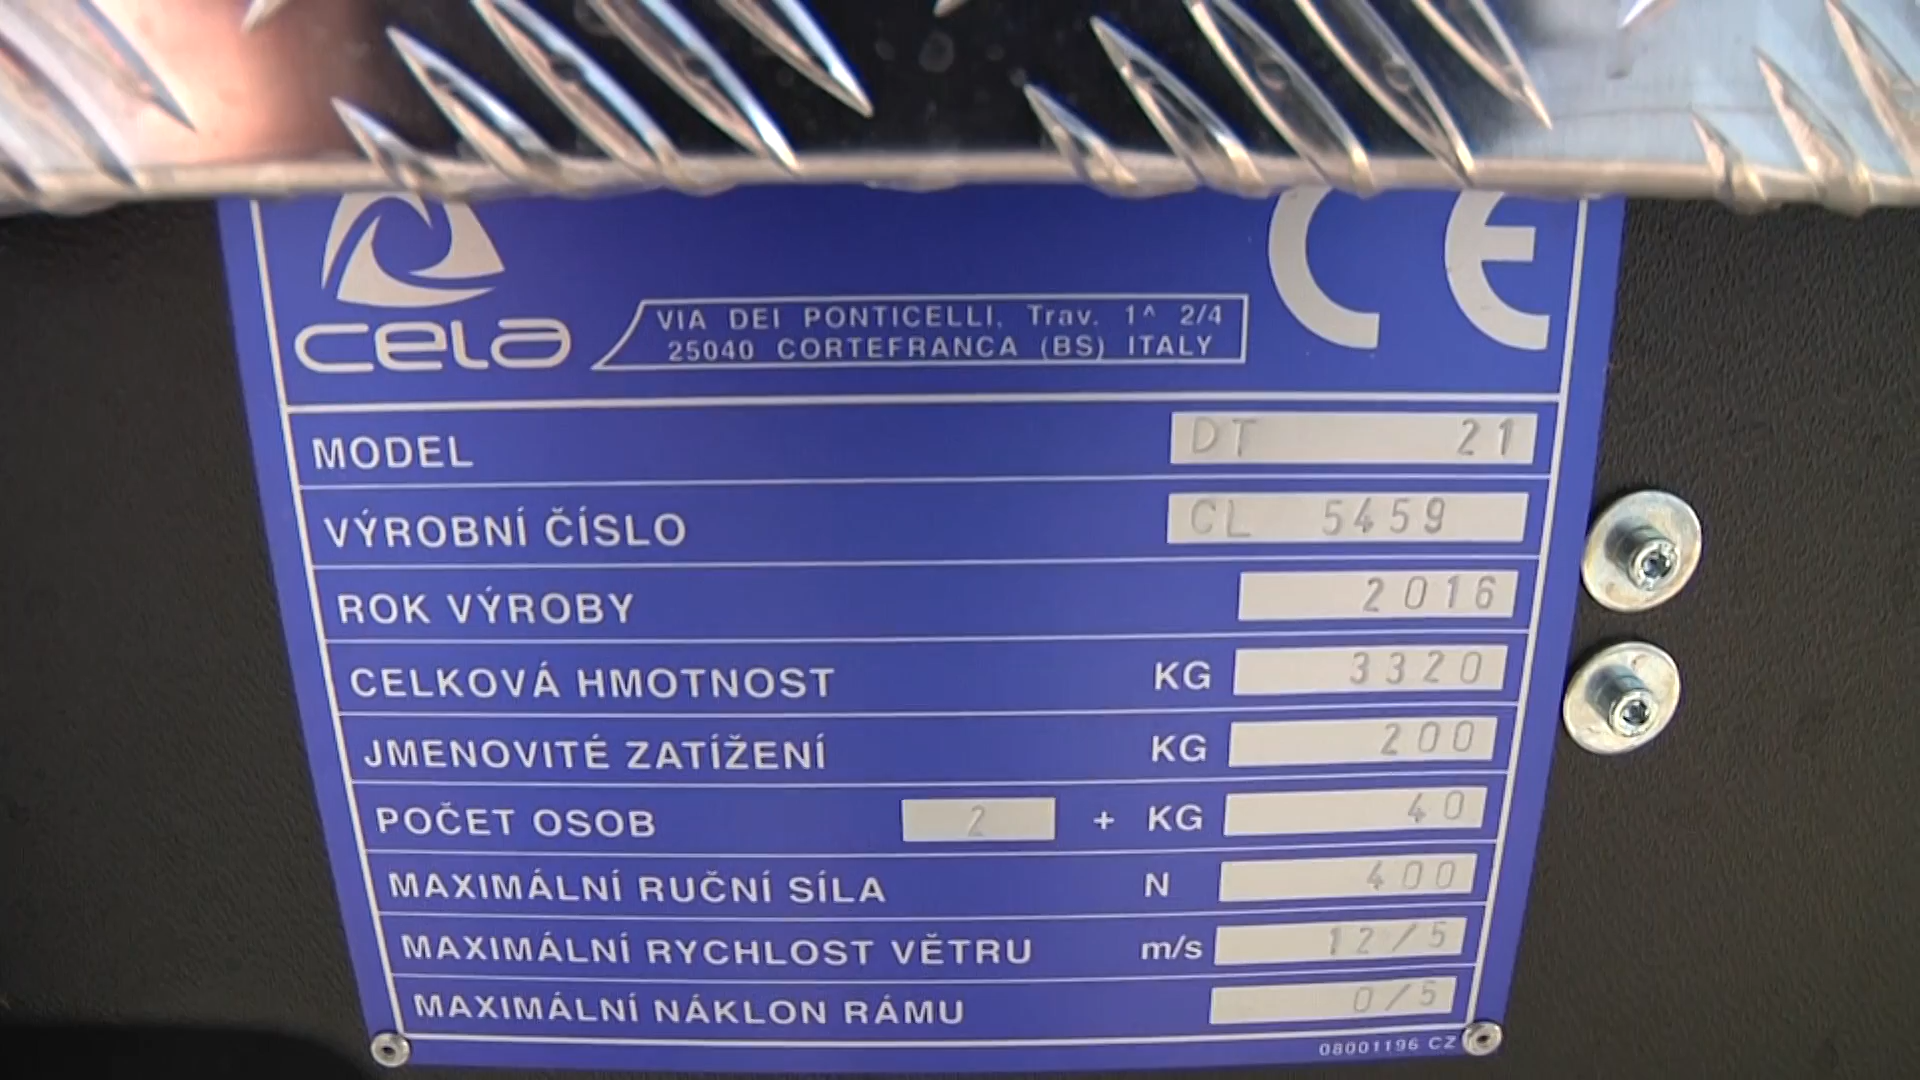 CE
cela
VIA DEI PONTICELLI, Trav. 1^ 2/4
25040 CORTEFRANCA (BS) ITALY
MODEL DT 21
VÝROBNÍ ČÍSLO CL 5459
ROK VÝROBY 2016
CELKOVÁ HMOTNOST KG 3320
JMENOVITÉ ZATÍŽENÍ KG 200
POČET OSOB 2 + KG 40
MAXIMÁLNÍ RUČNÍ SÍLA N 400
MAXIMÁLNÍ RYCHLOST VĚTRU m/s 12/5
MAXIMÁLNÍ NÁKLON RÁMU 0/5
08001196 CZ